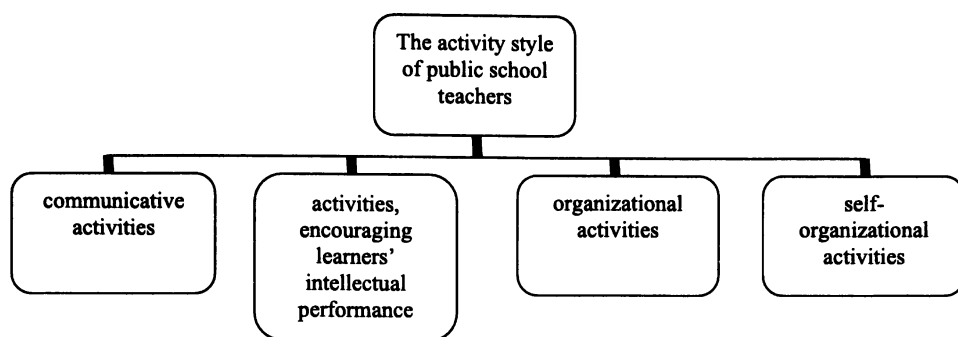 The activity style
of public school
teachers
communicative
activities
activities,
encouraging
learners’
intellectual
performance
organizational
activities
self-
organizational
activities